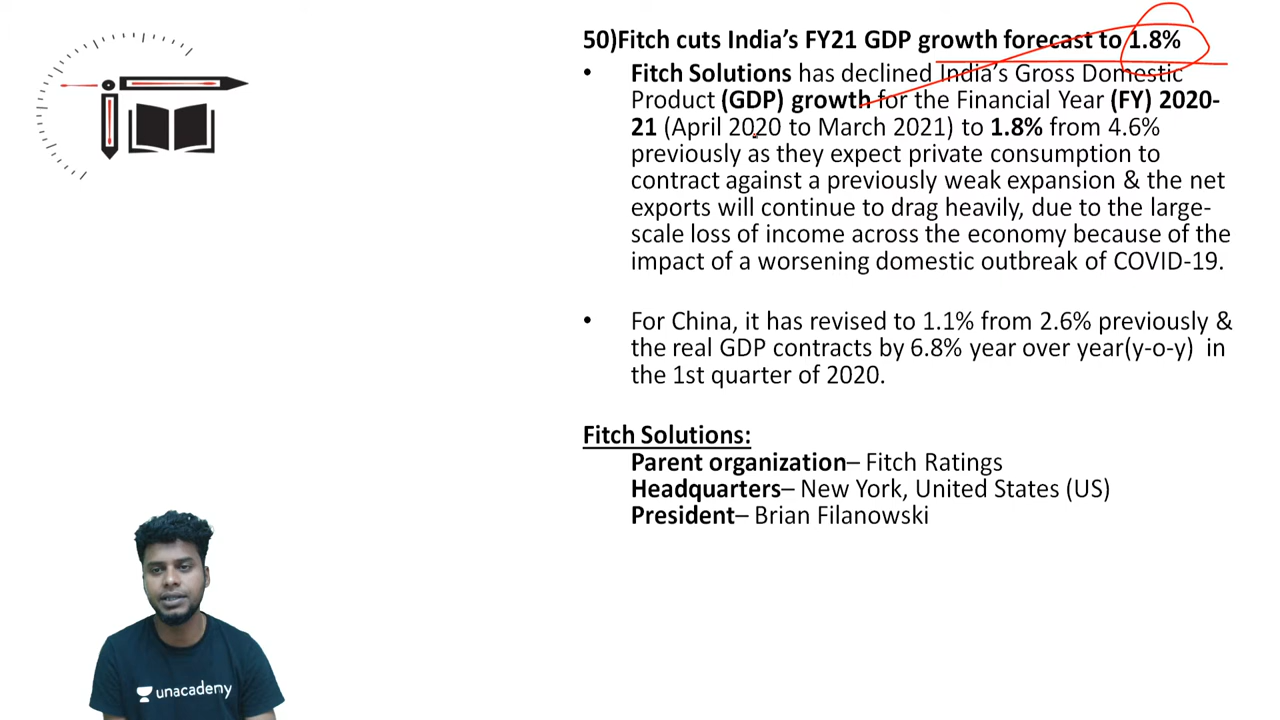 50)Fitch cuts India's FY21 GDP growth forecast to 1.8%
• Fitch Solutions has declined India's Gross Domestic
Product (GDP) growth for the Financial Year (FY) 2020-
21 (April 2020 to March 2021) to 1.8% from 4.6%
previously as they expect private consumption to
contract against a previously weak expansion & the net
exports will continue to drag heavily, due to the large-
scale loss of income across the economy because of the
impact of a worsening domestic outbreak of COVID-19.
• For China, it has revised to 1.1% from 2.6% previously &
the real GDP contracts by 6.8% year over year(y-o-y) in
the 1st quarter of 2020.
Fitch Solutions:
Parent organization– Fitch Ratings
Headquarters– New York, United States (US)
President– Brian Filanowski
unacademy